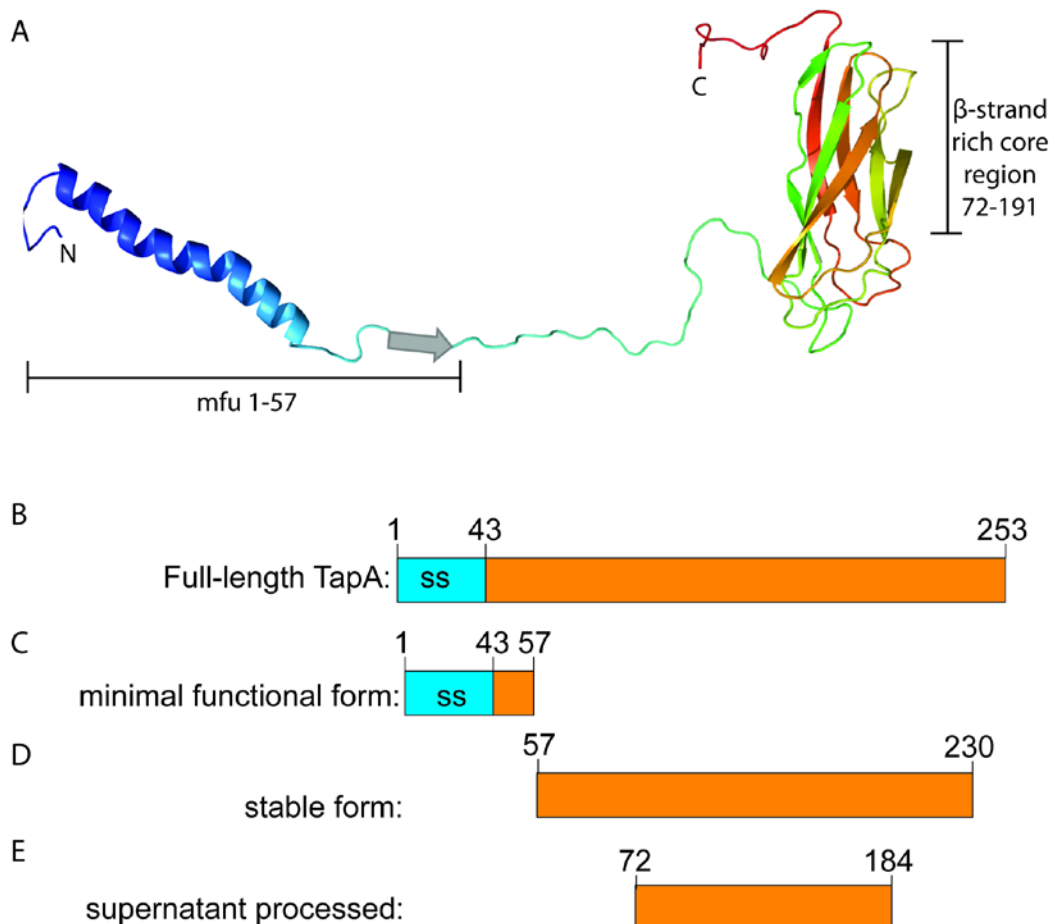 A
N
mfu 1-57
C
β-strand
rich core
region
72-191
B
1 43 253
Full-length TapA: ss
C
1 43 57
minimal functional form: ss
D
57 230
stable form:
E
72 184
supernatant processed: